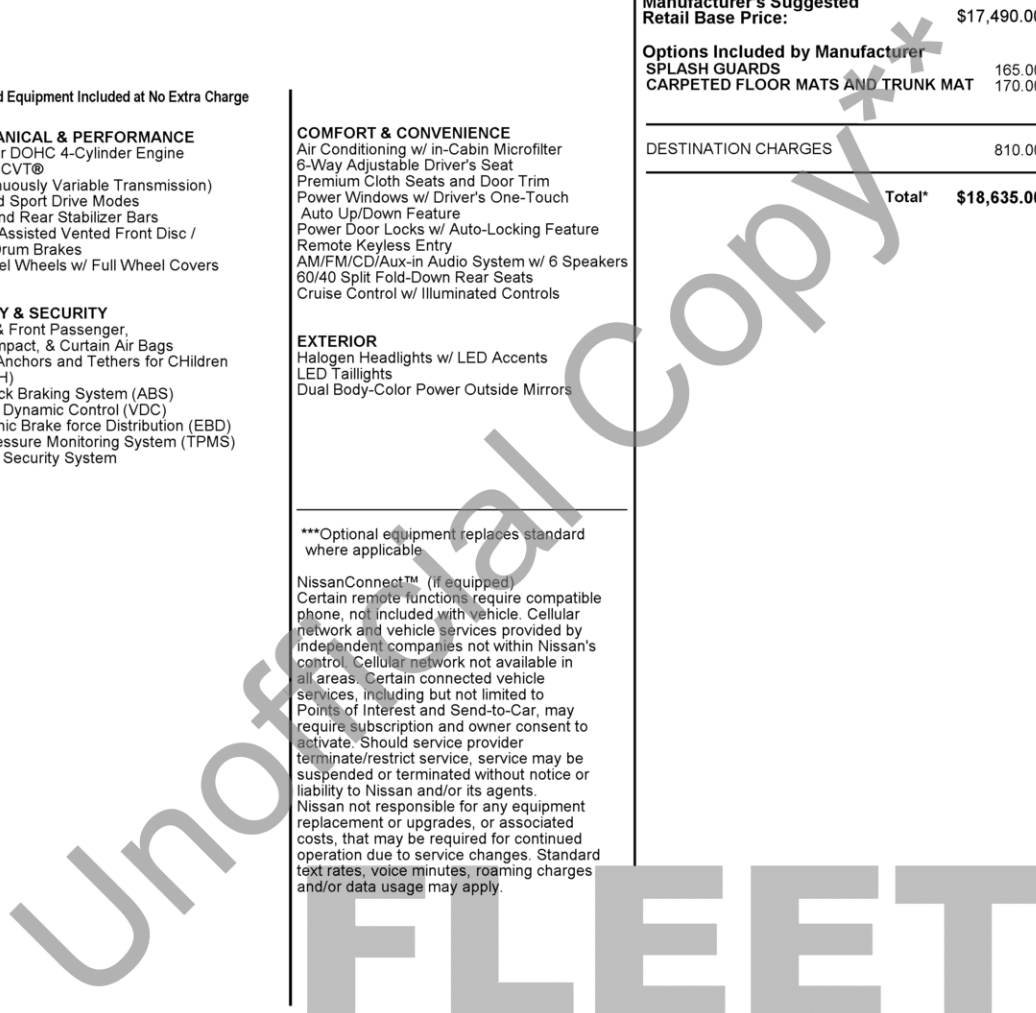 d Equipment Included at No Extra Charge
ANICAL & PERFORMANCE
r DOHC 4-Cylinder Engine
CVT®
nuously Variable Transmission)
d Sport Drive Modes
nd Rear Stabilizer Bars
Assisted Vented Front Disc /
Drum Brakes
el Wheels w/ Full Wheel Covers
Y & SECURITY
& Front Passenger,
mpact, & Curtain Air Bags
Anchors and Tethers for CHildren
H)
ck Braking System (ABS)
Dynamic Control (VDC)
nic Brake force Distribution (EBD)
essure Monitoring System (TPMS)
Security System
COMFORT & CONVENIENCE
Air Conditioning w/ in-Cabin Microfilter
6-Way Adjustable Driver's Seat
Premium Cloth Seats and Door Trim
Power Windows w/ Driver's One-Touch
Auto Up/Down Feature
Power Door Locks w/ Auto-Locking Feature
Remote Keyless Entry
AM/FM/CD/Aux-in Audio System w/ 6 Speakers
60/40 Split Fold-Down Rear Seats
Cruise Control w/ Illuminated Controls
EXTERIOR
Halogen Headlights w/ LED Accents
LED Taillights
Dual Body-Color Power Outside Mirrors
***Optional equipment replaces standard
where applicable
NissanConnect™ (if equipped)
Certain remote functions require compatible
phone, not included with vehicle. Cellular
network and vehicle services provided by
independent companies not within Nissan's
control. Cellular network not available in
all areas. Certain connected vehicle
services, including but not limited to
Points of Interest and Send-to-Car, may
require subscription and owner consent to
activate. Should service provider
terminate/restrict service, service may be
suspended or terminated without notice or
liability to Nissan and/or its agents.
Nissan not responsible for any equipment
replacement or upgrades, or associated
costs, that may be required for continued
operation due to service changes. Standard
text rates, voice minutes, roaming charges
and/or data usage may apply.
Manufacturer's Suggested
Retail Base Price: $17,490.00
Options Included by Manufacturer
SPLASH GUARDS 165.00
CARPETED FLOOR MATS AND TRUNK MAT 170.00
DESTINATION CHARGES 810.00
Total* $18,635.00
Unofficial Copy**
FLEET